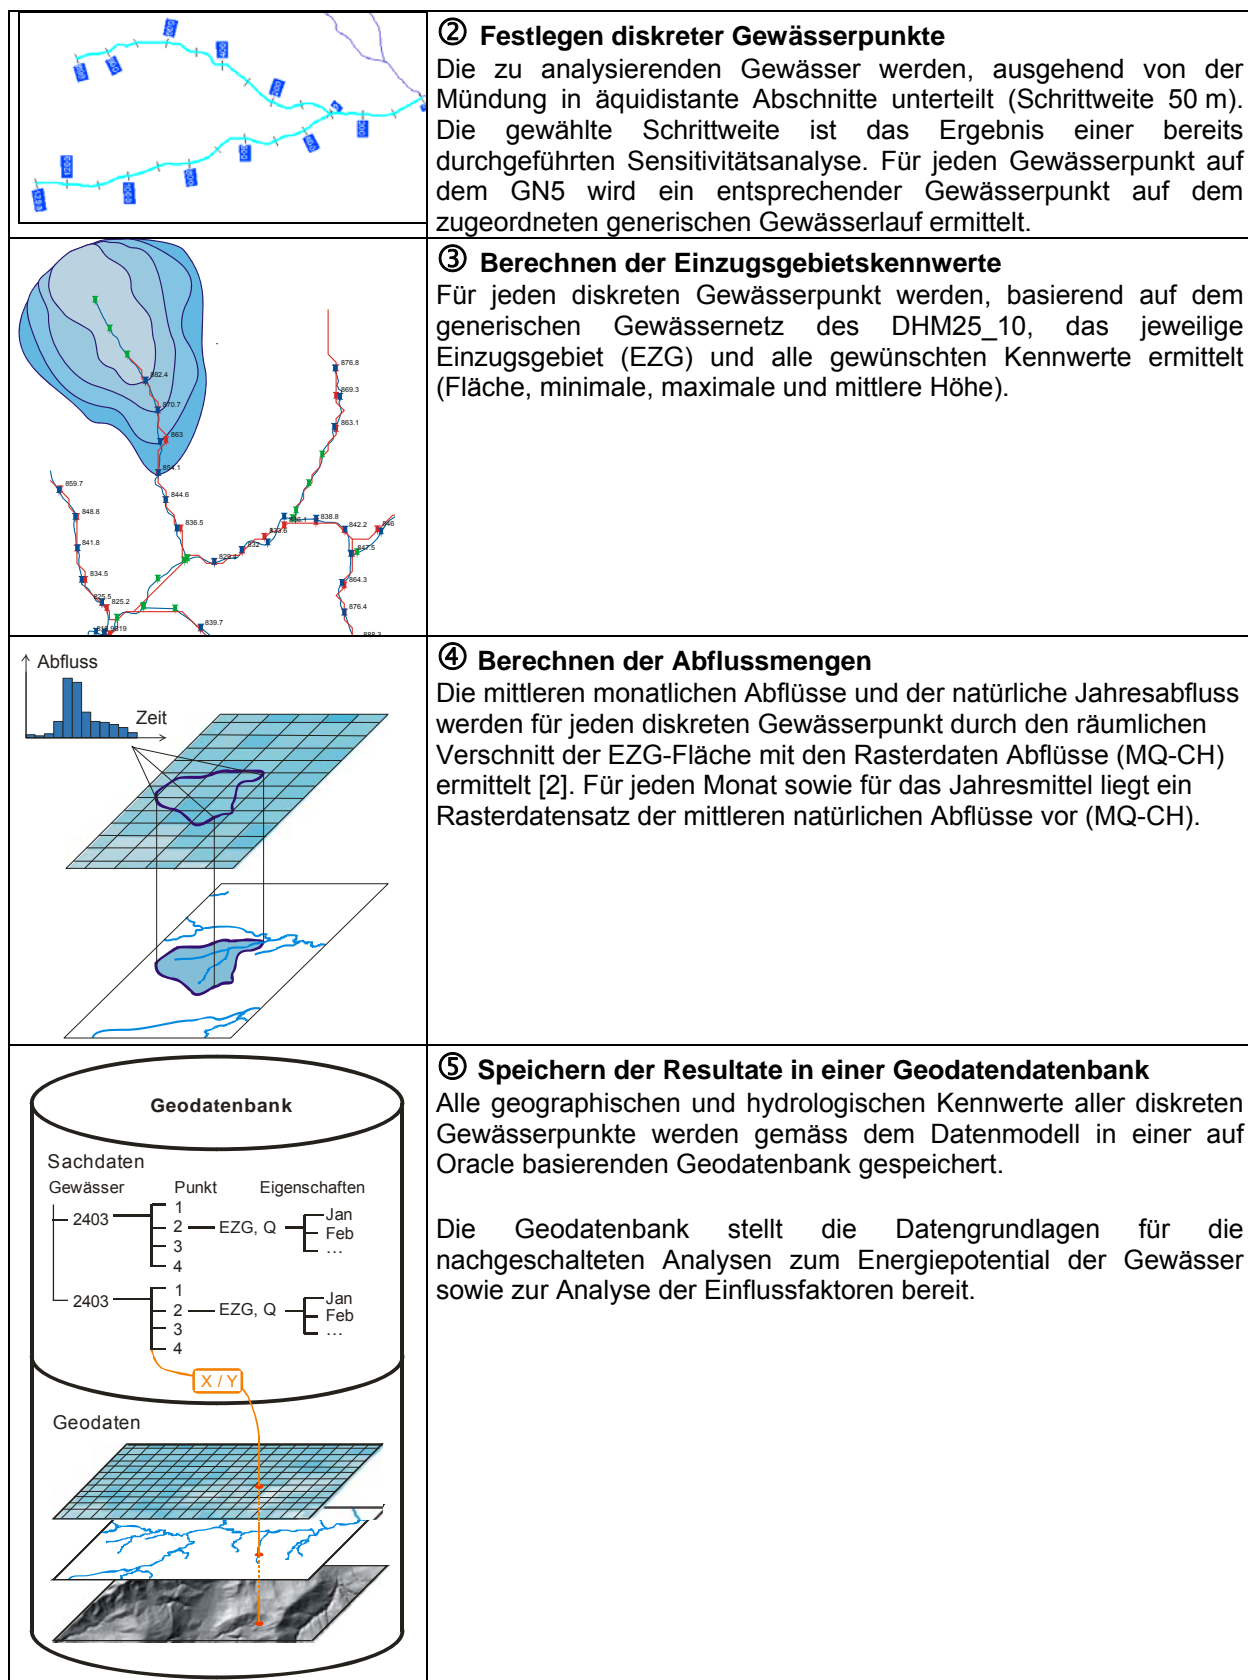 ② Festlegen diskreter Gewässerpunkte
Die zu analysierenden Gewässer werden, ausgehend von der
Mündung in äquidistante Abschnitte unterteilt (Schrittweite 50 m).
Die gewählte Schrittweite ist das Ergebnis einer bereits
durchgeführten Sensitivitätsanalyse. Für jeden Gewässerpunkt auf
dem GN5 wird ein entsprechender Gewässerpunkt auf dem
zugeordneten generischen Gewässerlauf ermittelt.
876.8
882.4
869.3
870.7
863.1
863
854.1
859.7
844.6
848.8
838.8
836.5
842.2
846
841.8
832
829.4
847.5
834.5
864.3
825.5
825.2
876.4
839.7
③ Berechnen der Einzugsgebietskennwerte
Für jeden diskreten Gewässerpunkt werden, basierend auf dem
generischen Gewässernetz des DHM25_10, das jeweilige
Einzugsgebiet (EZG) und alle gewünschten Kennwerte ermittelt
(Fläche, minimale, maximale und mittlere Höhe).
Abfluss
Zeit
④ Berechnen der Abflussmengen
Die mittleren monatlichen Abflüsse und der natürliche Jahresabfluss
werden für jeden diskreten Gewässerpunkt durch den räumlichen
Verschnitt der EZG-Fläche mit den Rasterdaten Abflüsse (MQ-CH)
ermittelt [2]. Für jeden Monat sowie für das Jahresmittel liegt ein
Rasterdatensatz der mittleren natürlichen Abflüsse vor (MQ-CH).
Geodatenbank
Sachdaten
Gewässer Punkt Eigenschaften
1
2403 2 EZG, Q Jan
Feb
3 …
4
1
2403 2 EZG, Q Jan
Feb
3 …
4
X / Y
Geodaten
⑤ Speichern der Resultate in einer Geodatendatenbank
Alle geographischen und hydrologischen Kennwerte aller diskreten
Gewässerpunkte werden gemäss dem Datenmodell in einer auf
Oracle basierenden Geodatenbank gespeichert.
Die Geodatenbank stellt die Datengrundlagen für die
nachgeschalteten Analysen zum Energiepotential der Gewässer
sowie zur Analyse der Einflussfaktoren bereit.